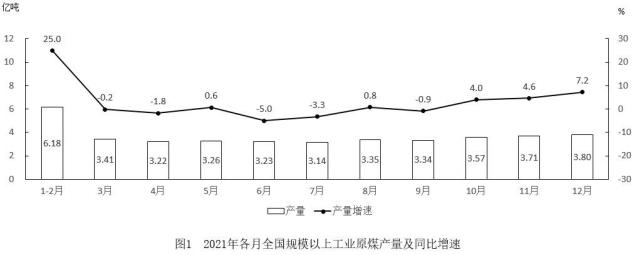 亿吨 %
12 30
10 20
8 10
6 0
4 -10
2 -20
0 -30
25.0 -0.2 -1.8 0.6 -5.0 -3.3 0.8 -0.9 4.0 4.6 7.2
6.18 3.41 3.22 3.26 3.23 3.14 3.35 3.34 3.57 3.71 3.80
1-2月 3月 4月 5月 6月 7月 8月 9月 10月 11月 12月
产量 产量增速
图1 2021年各月全国规模以上工业原煤产量及同比增速